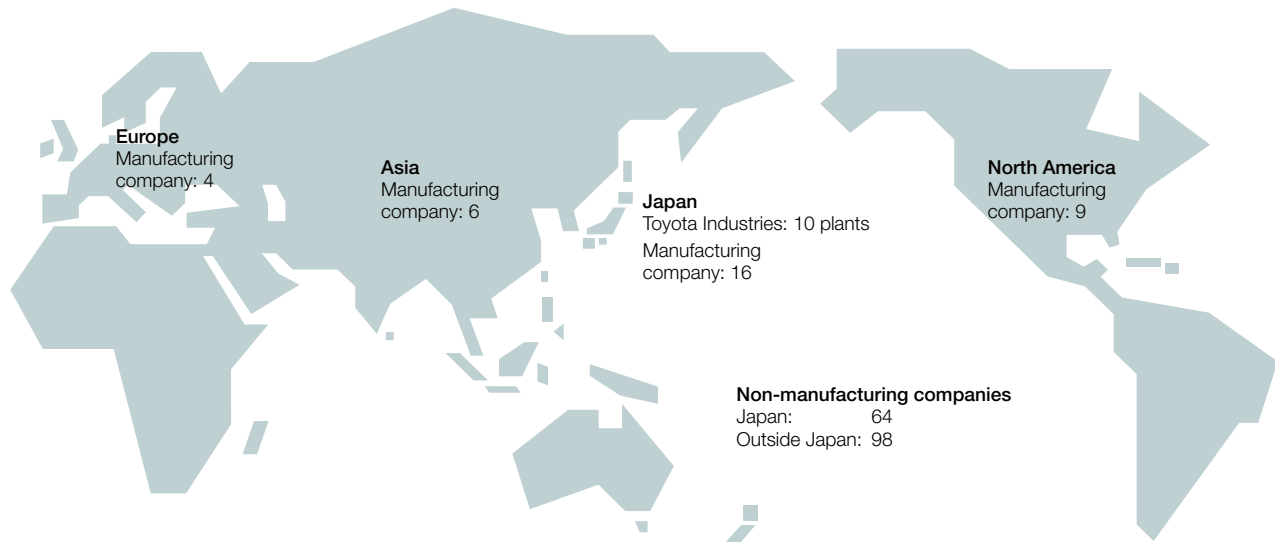 Europe
Manufacturing
company: 4
Asia
Manufacturing
company: 6
Japan
Toyota Industries: 10 plants
Manufacturing
company: 16
North America
Manufacturing
company: 9
Non-manufacturing companies
Japan: 64
Outside Japan: 98